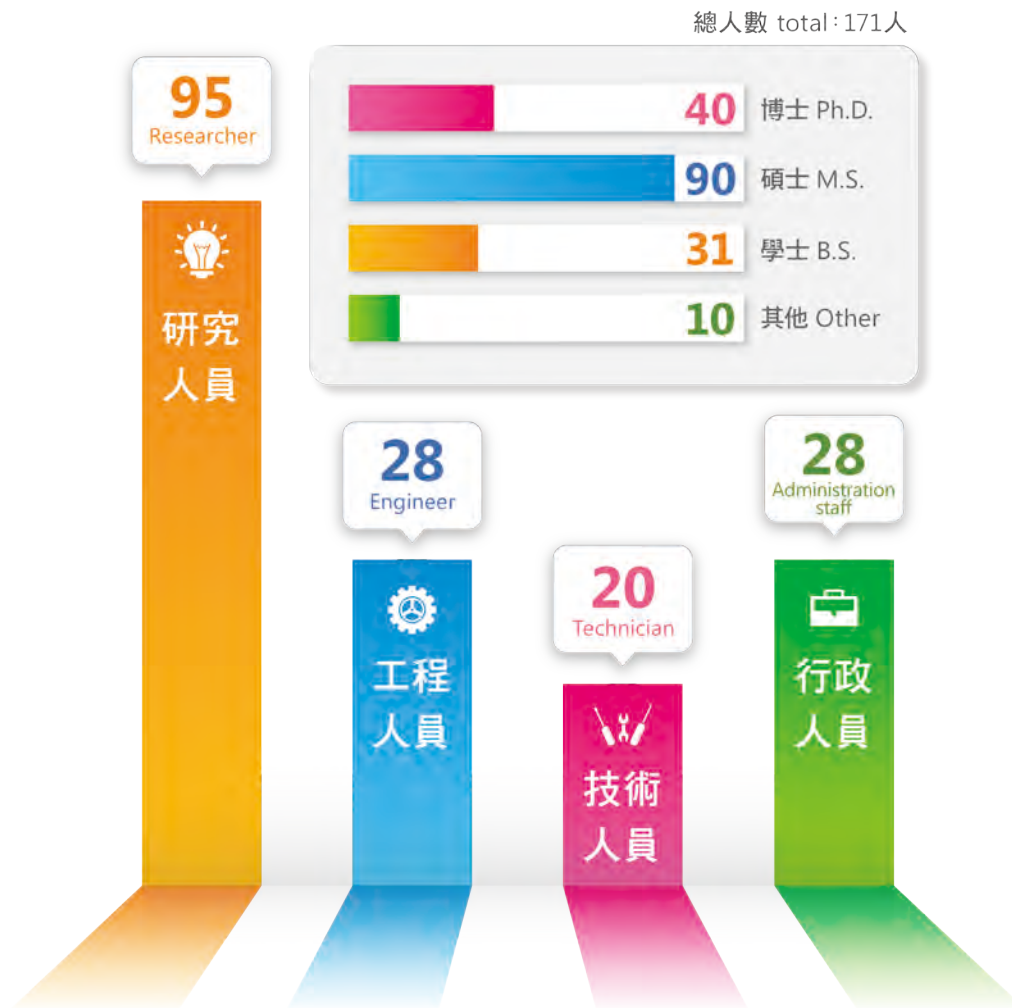 總人數 total:171人
95
Researcher
研究
人員
40 博士 Ph.D.
90 碩士 M.S.
31 學士 B.S.
10 其他 Other
28
Engineer
工程
人員
20
Technician
技術
人員
28
Administration
staff
行政
人員